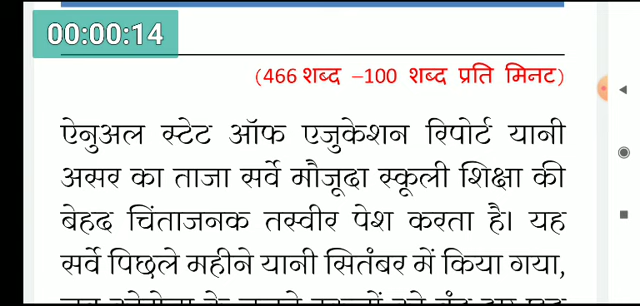 00:00:14
(466 शब्द –100 शब्द प्रति मिनट)
ऐनुअल स्टेट ऑफ एजुकेशन रिपोर्ट यानी
असर का ताजा सर्वे मौजूदा स्कूली शिक्षा की
बेहद चिंताजनक तस्वीर पेश करता है। यह
सर्वे पिछले महीने यानी सितंबर में किया गया,